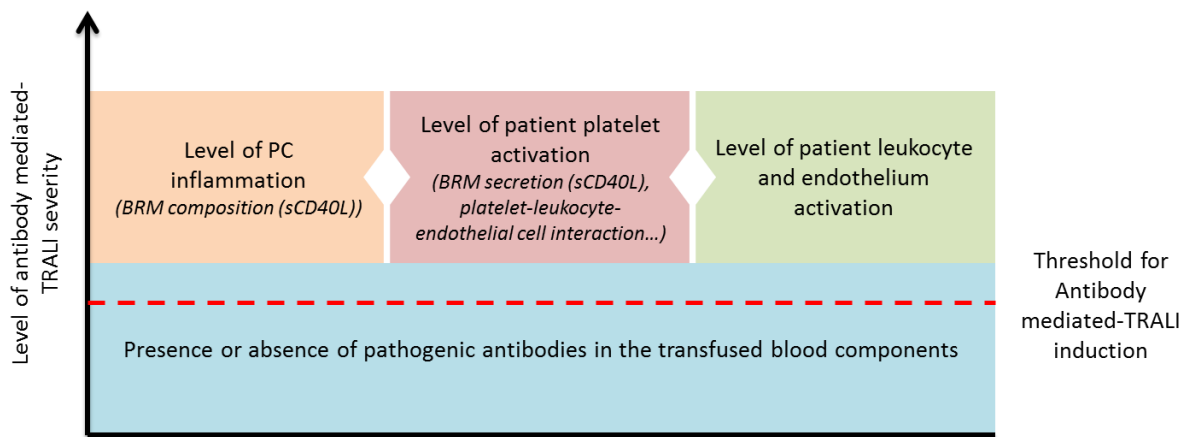 Level of antibody mediated-
TRALI severity
Level of PC
inflammation
(BRM composition (sCD40L))
Level of patient platelet
activation
(BRM secretion (sCD40L),
platelet-leukocyte-
endothelial cell interaction…)
Level of patient leukocyte
and endothelium
activation
Threshold for
Antibody
mediated-TRALI
induction
Presence or absence of pathogenic antibodies in the transfused blood components